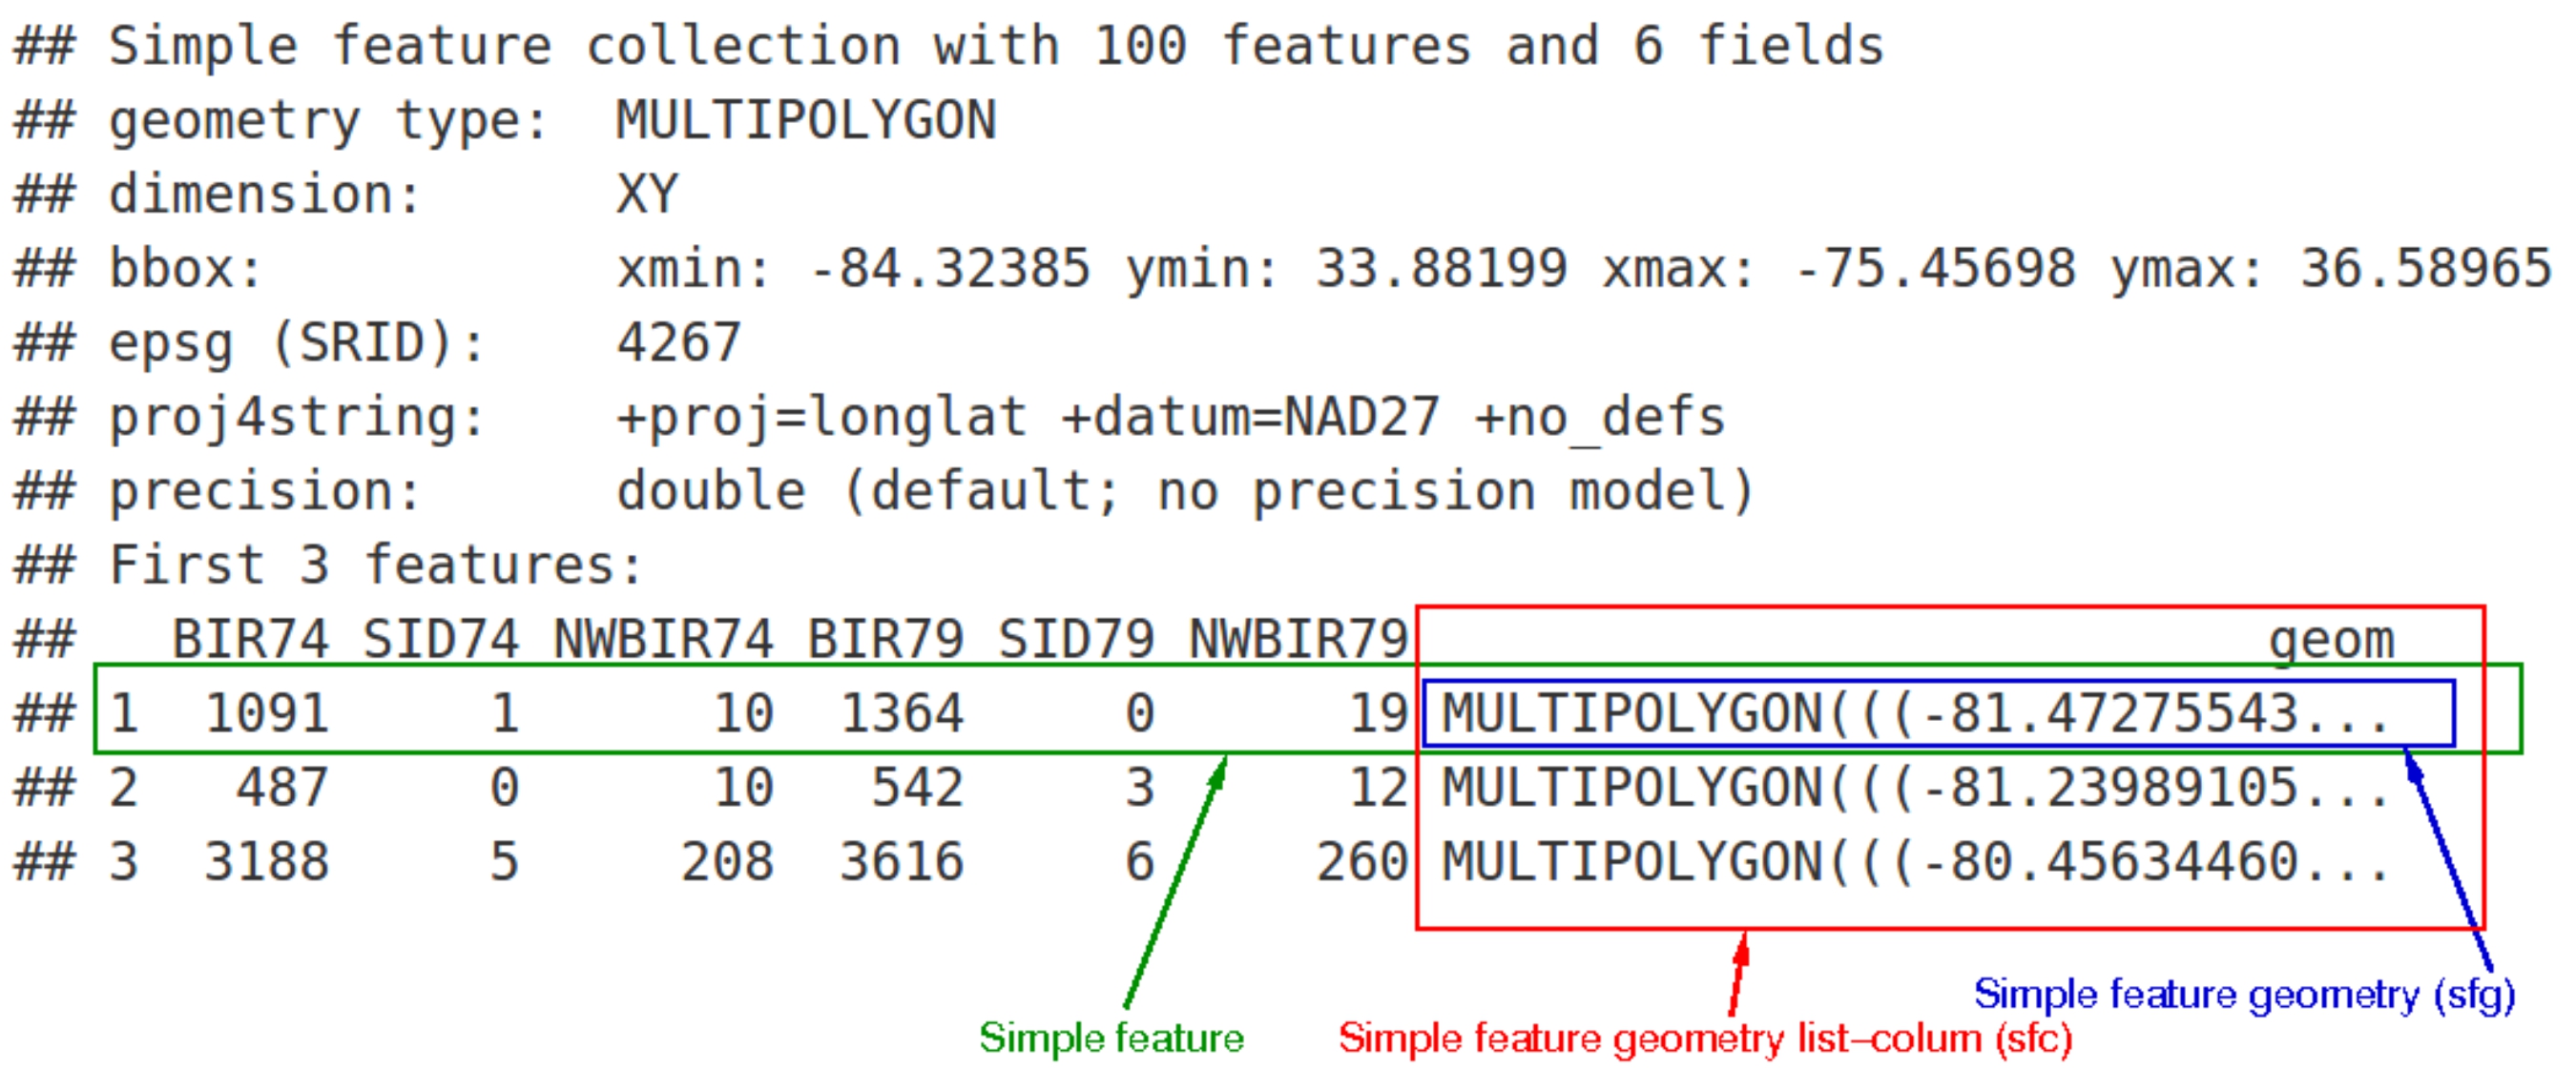 ## Simple feature collection with 100 features and 6 fields
## geometry type:  MULTIPOLYGON
## dimension:      XY
## bbox:           xmin: -84.32385 ymin: 33.88199 xmax: -75.45698 ymax: 36.58965
## epsg (SRID):    4267
## proj4string:    +proj=longlat +datum=NAD27 +no_defs
## precision:      double (default; no precision model)
## First 3 features:
##   BIR74 SID74 NWBIR74 BIR79 SID79 NWBIR79                           geom
## 1  1091     1      10  1364     0      19 MULTIPOLYGON(((-81.47275543...
## 2   487     0      10   542     3      12 MULTIPOLYGON(((-81.23989105...
## 3  3188     5     208  3616     6     260 MULTIPOLYGON(((-80.45634460...
Simple feature geometry (sfg)
Simple feature
Simple feature geometry list-colum (sfc)